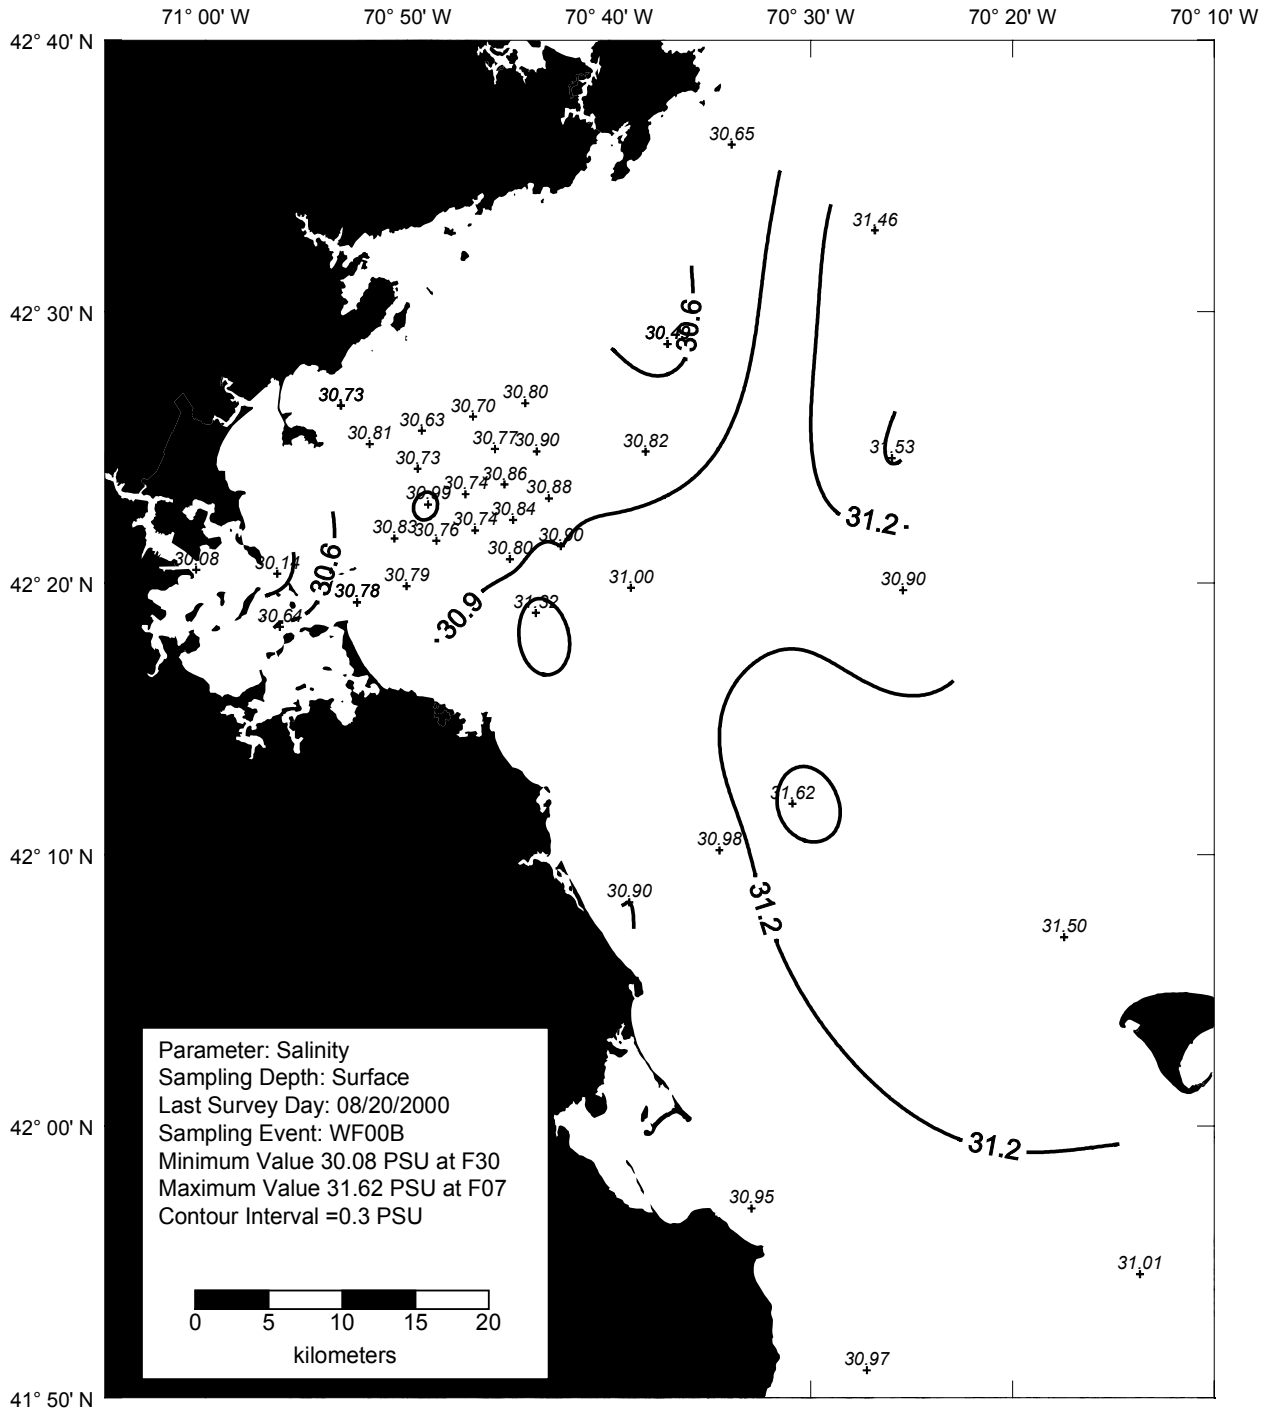 71° 00' W 70° 50' W 70° 40' W 70° 30' W 70° 20' W 70° 10' W
42° 40' N
30.65
31.46
42° 30' N
30.6
30.73
30.80
30.70
30.63
30.81
30.77
30.90
30.82
31.53
30.73
30.86
30.74
30.88
30.99
30.84
31.2
30.83
30.76
30.74
30.90
30.80
30.08
30.14
30.6
42° 20' N
30.79
31.00
30.90
30.78
30.9
31.32
30.64
31.62
30.98
42° 10' N
30.90
31.2
31.50
Parameter: Salinity
Sampling Depth: Surface
Last Survey Day: 08/20/2000
Sampling Event: WF00B
Minimum Value 30.08 PSU at F30
Maximum Value 31.62 PSU at F07
Contour Interval =0.3 PSU
42° 00' N
31.2
30.95
31.01
0 5 10 15 20
kilometers
30.97
41° 50' N